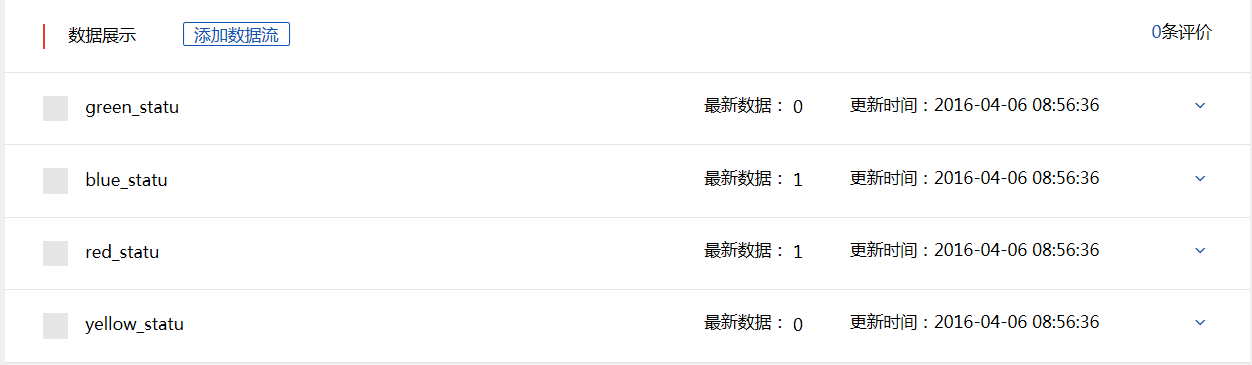 数据展示 添加数据流 0条评价
green_statu 最新数据： 0 更新时间：2016-04-06 08:56:36
blue_statu 最新数据： 1 更新时间：2016-04-06 08:56:36
red_statu 最新数据： 1 更新时间：2016-04-06 08:56:36
yellow_statu 最新数据： 0 更新时间：2016-04-06 08:56:36